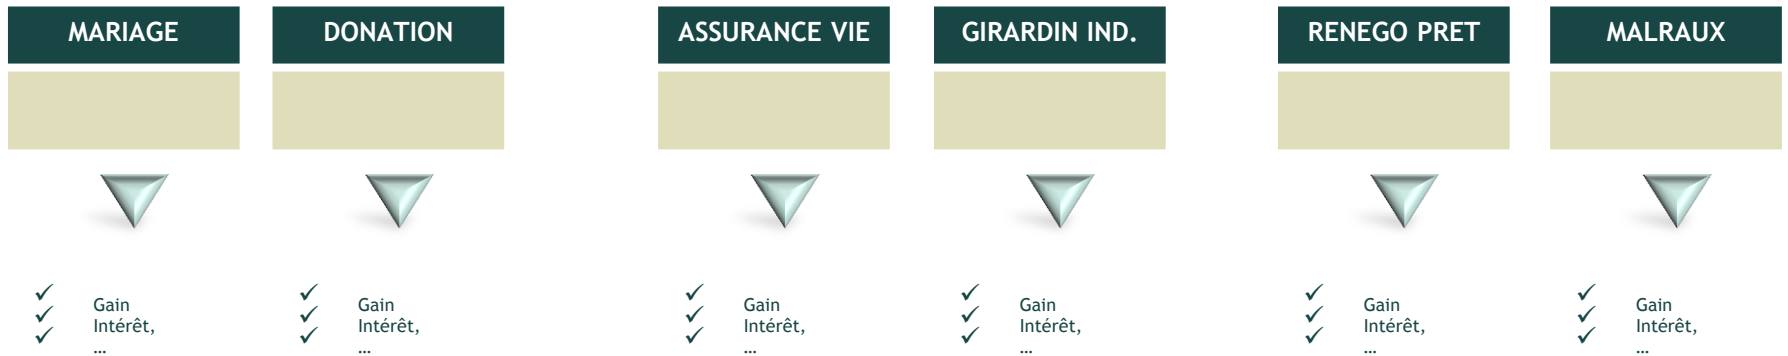 MARIAGE
DONATION
ASSURANCE VIE
GIRARDIN IND.
RENEGO PRET
MALRAUX
Gain
Intérêt,
...
Gain
Intérêt,
...
Gain
Intérêt,
...
Gain
Intérêt,
...
Gain
Intérêt,
...
Gain
Intérêt,
...